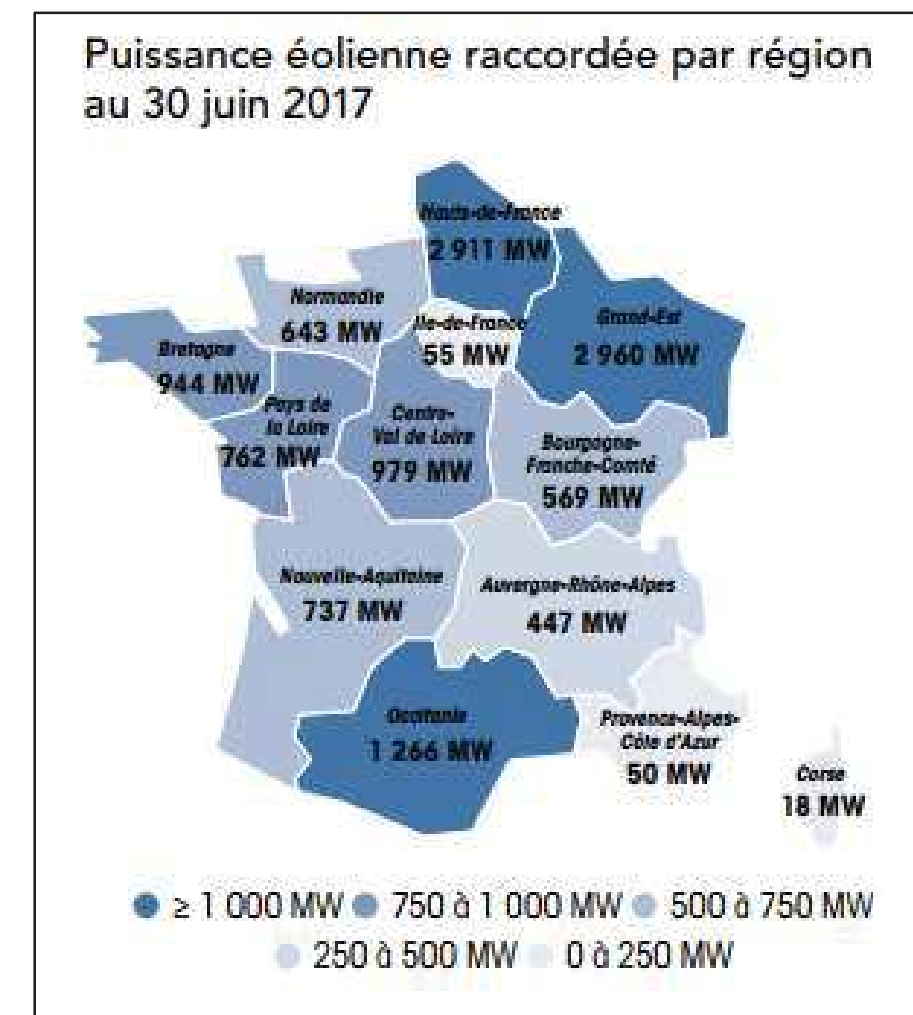 Puissance éolienne raccordée par région
au 30 juin 2017
Hauts-de-France
2 911 MW
Normandie
643 MW
Ile-de-France
55 MW
Grand-Est
2 960 MW
Bretagne
944 MW
Pays de
la Loire
762 MW
Centre-
Val de Loire
979 MW
Bourgogne-
Franche-Comté
569 MW
Nouvelle-Aquitaine
737 MW
Auvergne-Rhône-Alpes
447 MW
Occitanie
1 266 MW
Provence-Alpes-
Côte d'Azur
50 MW
Corse
18 MW
≥ 1 000 MW 750 à 1 000 MW 500 à 750 MW
250 à 500 MW 0 à 250 MW